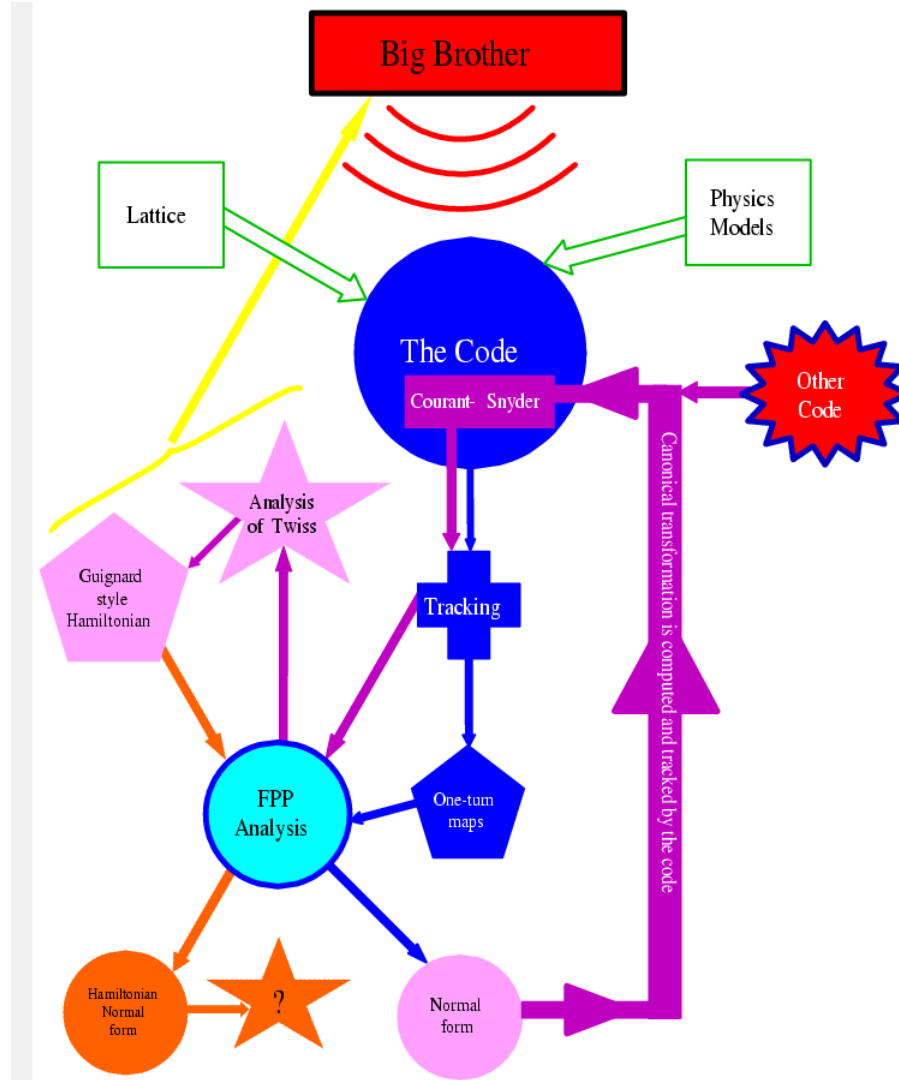 Big Brother
Lattice
Physics
Models
The Code
Courant- Snyder
Other
Code
Analysis
of Twiss
Guignard
style
Hamiltonian
Tracking
Canonical transformation is computed and tracked by the code
FPP
Analysis
One-turn
maps
Hamiltonian
Normal
form
?
Normal
form